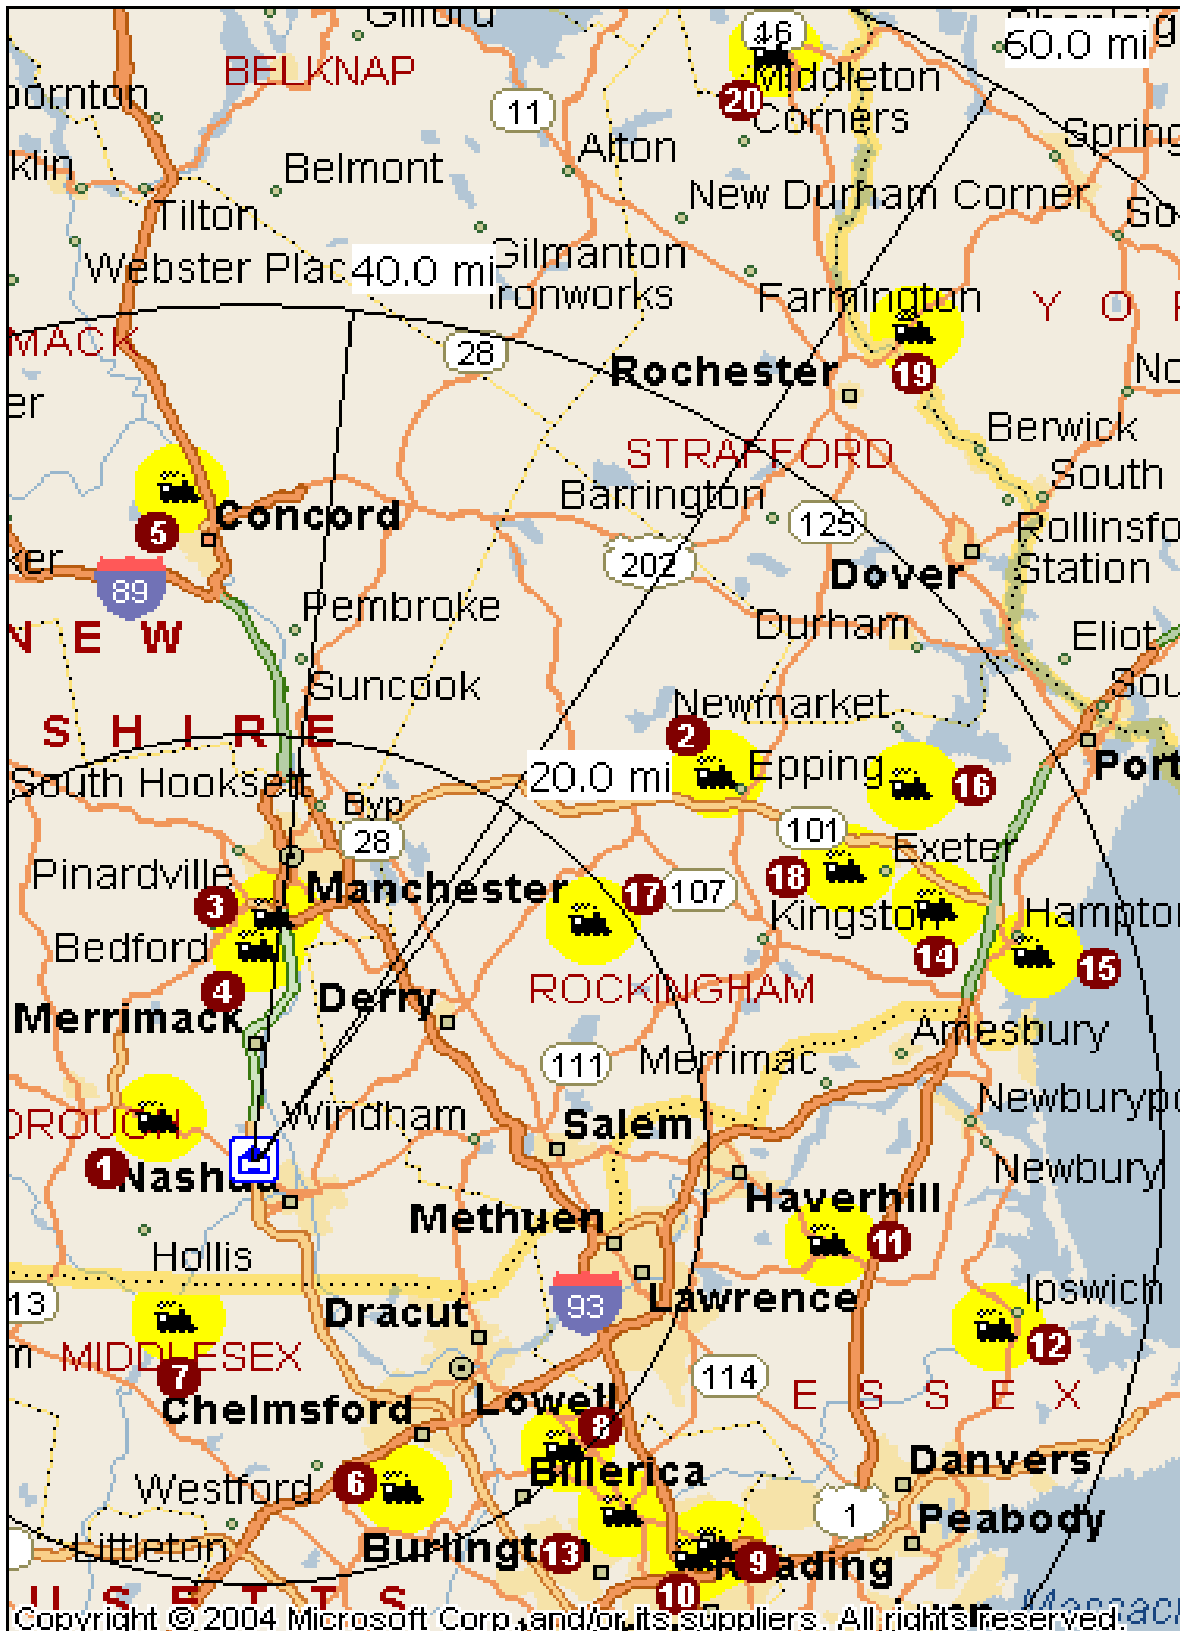 Gilford
16
60.0 mi
BELKNAP
Middleton
20
Corners
11
Alton
Belmont
New Durham Corner
Tilton
Webster Plac
40.0 mi
Gilmanton
Ironworks
Farmington
28
Rochester
19
Berwick
STRAFFORD
South
Barrington
125
5
Concord
202
Dover
Station
89
Pembroke
Durham
N E W
Eliot
Suncook
Newmarket
S H I R E
2
Port
South Hooksett
20.0 mi
Epping
16
Byp
28
101
Exeter
Pinardville
Manchester
18
17
107
3
Kingston
Bedford
14
15
4
Derry
ROCKINGHAM
Merrimack
Amesbury
111
Merrimac
Windham
Salem
1
Nashua
Newbury
Haverhill
Methuen
11
Hollis
13
93
Lawrence
Ipswich
Dracut
12
MIDDLESEX
7
114
E S S E X
Chelmsford
Lowell
8
Westford
6
Billerica
Danvers
1
Peabody
Littleton
Burlington
13
9
Reading
10
U S E T T S
Copyright © 2004 Microsoft Corp. and/or its suppliers. All rights reserved.